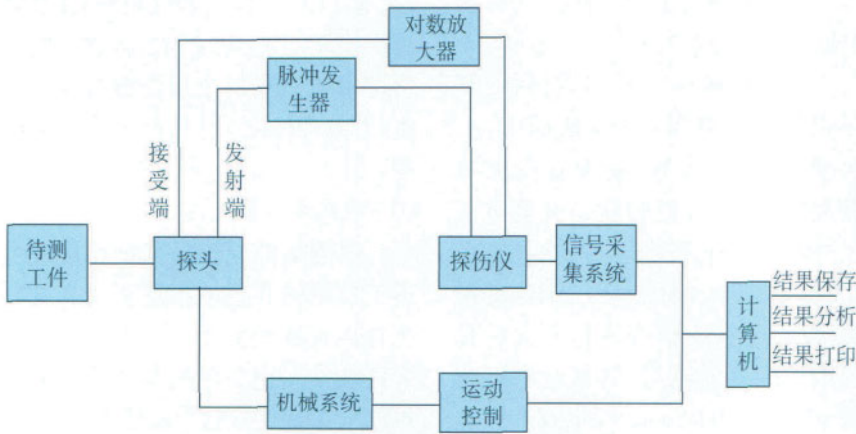 对数放
大器
脉冲发
生器
接受端
发射端
待测
工件
探头
探伤仪
信号采
集系统
计算机
结果保存
结果分析
结果打印
机械系统
运动
控制